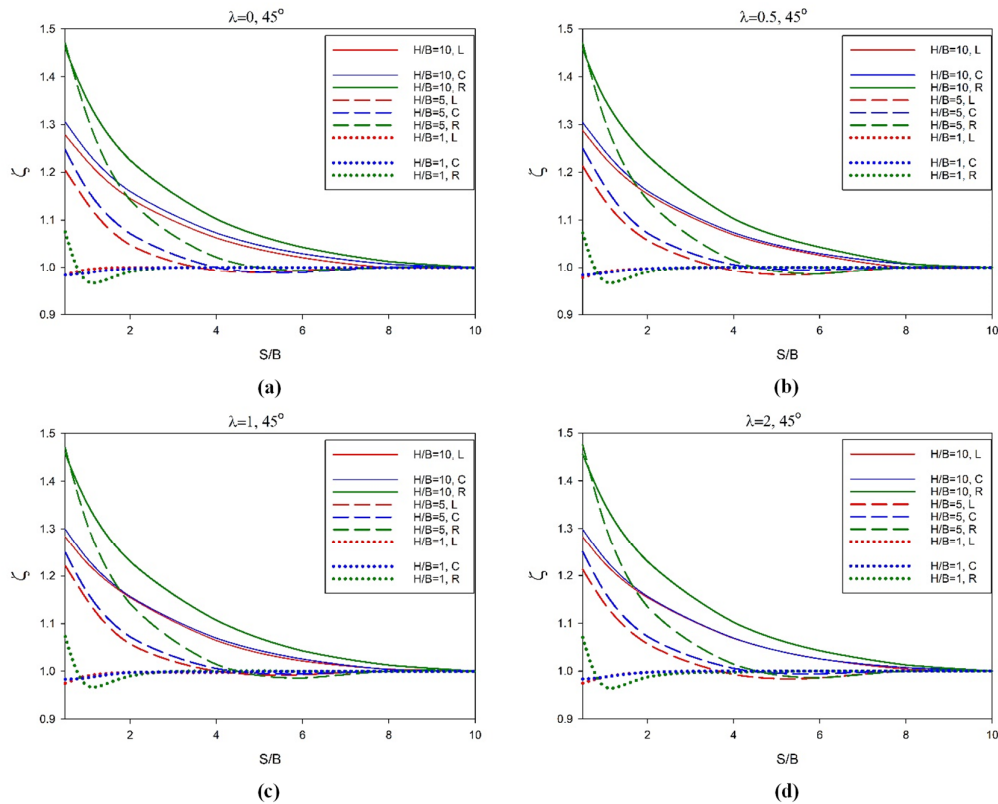 λ=0, 45°
1.5
1.4
1.3
1.2
1.1
1.0
0.9
ζ
H/B=10, L
H/B=10, C
H/B=10, R
H/B=5, L
H/B=5, C
H/B=5, R
H/B=1, L
H/B=1, C
H/B=1, R
2 4 6 8 10
S/B
(a)
λ=0.5, 45°
1.5
1.4
1.3
1.2
1.1
1.0
0.9
ζ
H/B=10, L
H/B=10, C
H/B=10, R
H/B=5, L
H/B=5, C
H/B=5, R
H/B=1, L
H/B=1, C
H/B=1, R
2 4 6 8 10
S/B
(b)
λ=1, 45°
1.5
1.4
1.3
1.2
1.1
1.0
0.9
ζ
H/B=10, L
H/B=10, C
H/B=10, R
H/B=5, L
H/B=5, C
H/B=5, R
H/B=1, L
H/B=1, C
H/B=1, R
2 4 6 8 10
S/B
(c)
λ=2, 45°
1.5
1.4
1.3
1.2
1.1
1.0
0.9
ζ
H/B=10, L
H/B=10, C
H/B=10, R
H/B=5, L
H/B=5, C
H/B=5, R
H/B=1, L
H/B=1, C
H/B=1, R
2 4 6 8 10
S/B
(d)